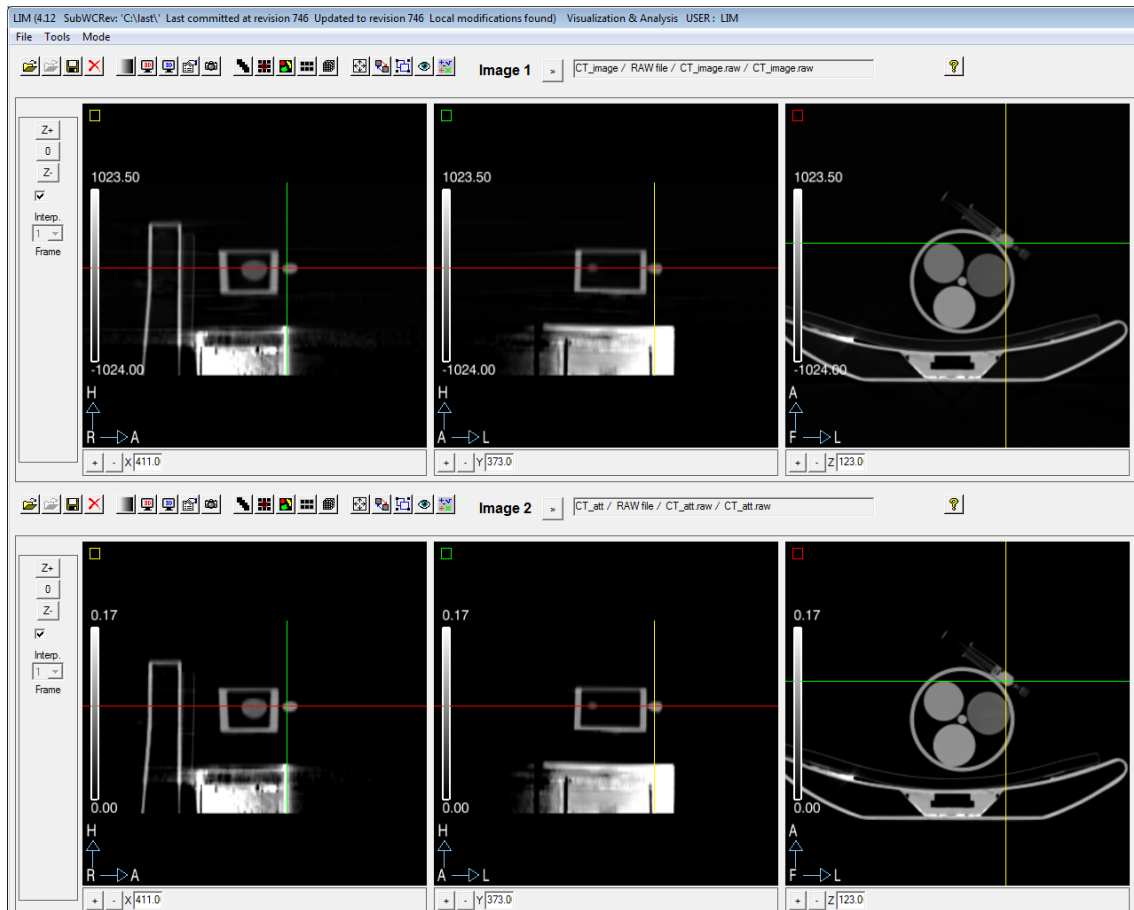 LIM (4.12 SubWCRev: 'C:\last\' Last committed at revision 746 Updated to revision 746 Local modifications found) Visualization & Analysis USER : LIM
File Tools Mode
Image 1 » CT_image / RAW file / CT_image.raw / CT_image.raw
Z+
0
Z-
Interp.
1
Frame
1023.50
-1024.00
H
R A
1023.50
-1024.00
H
A L
1023.50
-1024.00
A
F L
+ - X 411.0
+ - Y 373.0
+ - Z 123.0
Image 2 » CT_att / RAW file / CT_att.raw / CT_att.raw
Z+
0
Z-
Interp.
1
Frame
0.17
0.00
H
R A
0.17
0.00
H
A L
0.17
0.00
A
F L
+ - X 411.0
+ - Y 373.0
+ - Z 123.0